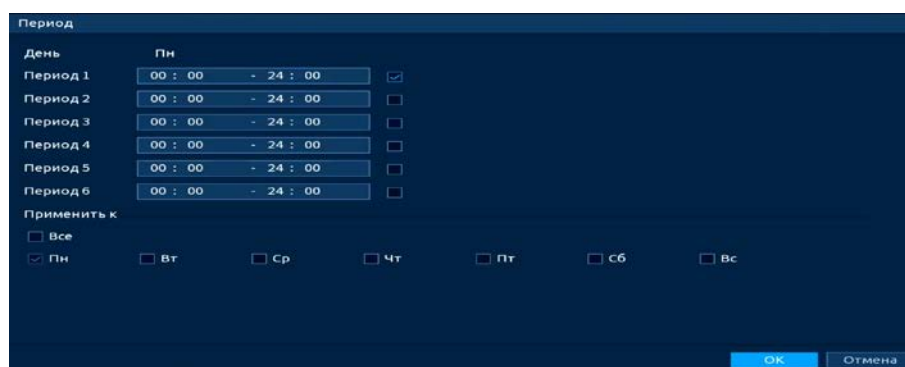 Период
День Пн
Период 1 00 : 00 - 24 : 00
Период 2 00 : 00 - 24 : 00
Период 3 00 : 00 - 24 : 00
Период 4 00 : 00 - 24 : 00
Период 5 00 : 00 - 24 : 00
Период 6 00 : 00 - 24 : 00
Применить к
Все
Пн Вт Ср Чт Пт Сб Вс
ОК Отмена